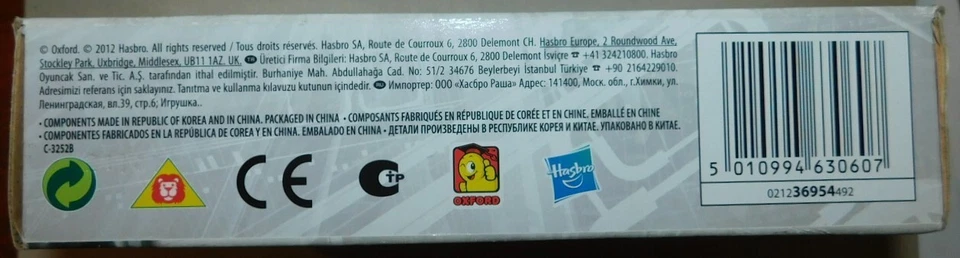 © Oxford. © 2012 Hasbro. All rights reserved / Tous droits réservés. Hasbro SA, Route de Courroux 6, 2800 Delemont CH. Hasbro Europe, 2 Roundwood Ave,
Stockley Park, Uxbridge, Middlesex, UB11 1AZ. UK. TR Üretici Firma Bilgileri: Hasbro SA, Route de Courroux 6, 2800 Delemont İsviçre ☎ +41 324210800. Hasbro
Oyuncak San. ve Tic. A.Ş. tarafından ithal edilmiştir. Burhaniye Mah. Abdullahağa Cad. No: 51/2 34676 Beylerbeyi İstanbul Türkiye ☎ +90 2164229010.
Adresimizi referans için saklayınız. Tanıtma ve kullanma kılavuzu kutunun içindedir. RU Импортер: ООО «Хасбро Раша» Адрес: 141400, Моск. обл., г.Химки, ул.
Ленинградская, вл.39, стр.6; Игрушка..
• COMPONENTS MADE IN REPUBLIC OF KOREA AND IN CHINA. PACKAGED IN CHINA • COMPOSANTS FABRIQUÉS EN RÉPUBLIQUE DE CORÉE ET EN CHINE. EMBALLÉ EN CHINE
• COMPONENTES FABRICADOS EN LA REPÚBLICA DE COREA Y EN CHINA. EMBALADO EN CHINA • ДЕТАЛИ ПРОИЗВЕДЕНЫ В РЕСПУБЛИКЕ КОРЕЯ И КИТАЕ. УПАКОВАНО В КИТАЕ.
C-3252B
CE
СТР
OXFORD
Hasbro
5 010994 630607
021236954492